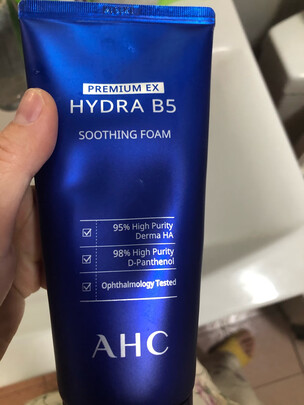 PREMIUM EX
HYDRA B5
SOOTHING FOAM
95% High Purity
Derma HA
98% High Purity
D-Panthenol
Ophthalmology Tested
AHC